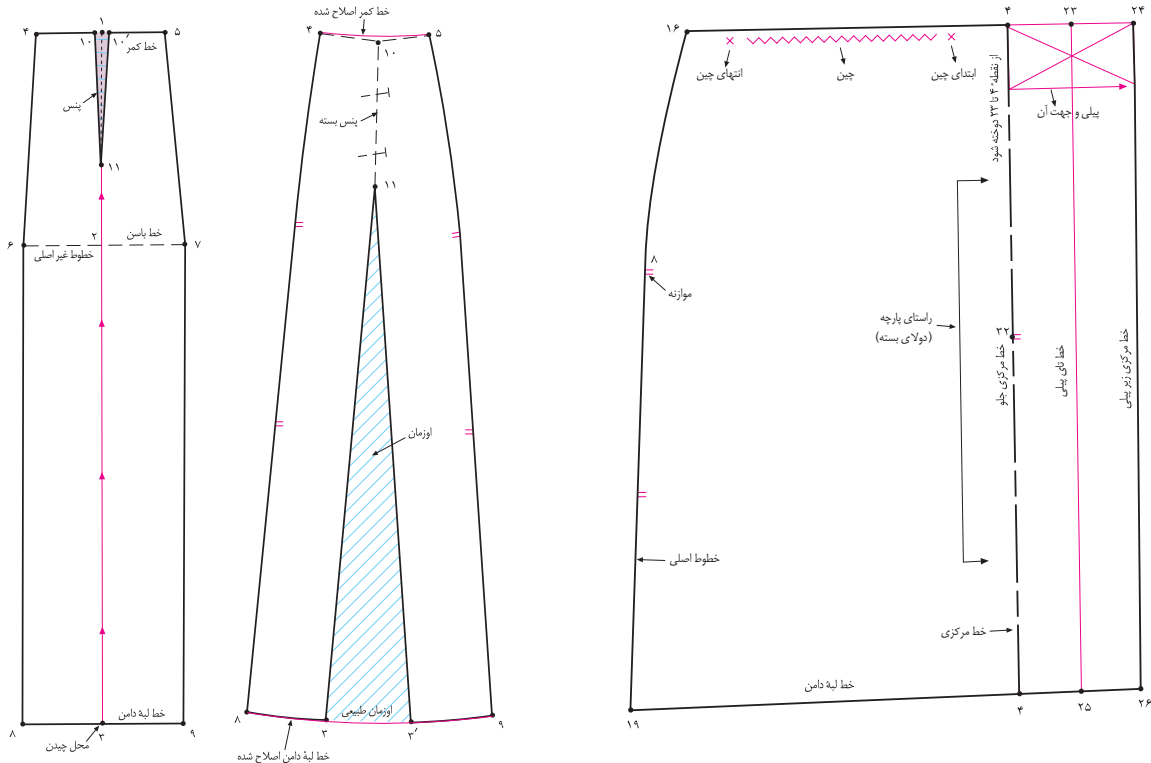 ۱
۴
۱۰
۱۰′
خط کمر
۵
پنس
۱۱
۲
خط باسن
۶
خطوط غیر اصلی
۷
خط لبهٔ دامن
۸
۳
۹
محل چیدن
خط کمر اصلاح شده
۴
۵
۱۰
پنس بسته
۱۱
اوزمان
اوزمان طبیعی
۸
۳
۳′
۹
خط لبهٔ دامن اصلاح شده
۱۶
۴
۲۳
۲۴
انتهای چین
چین
ابتدای چین
از نقطهٔ ۴ تا ۲۳ دوخته شود
پیلی و جهت آن
۸
موازنه
راستای پارچه
(دولای بسته)
۳۲
خط مرکزی جلو
خط تای پیلی
خط مرکزی زیر پیلی
خطوط اصلی
خط مرکزی
خط لبهٔ دامن
۱۹
۴
۲۵
۲۶